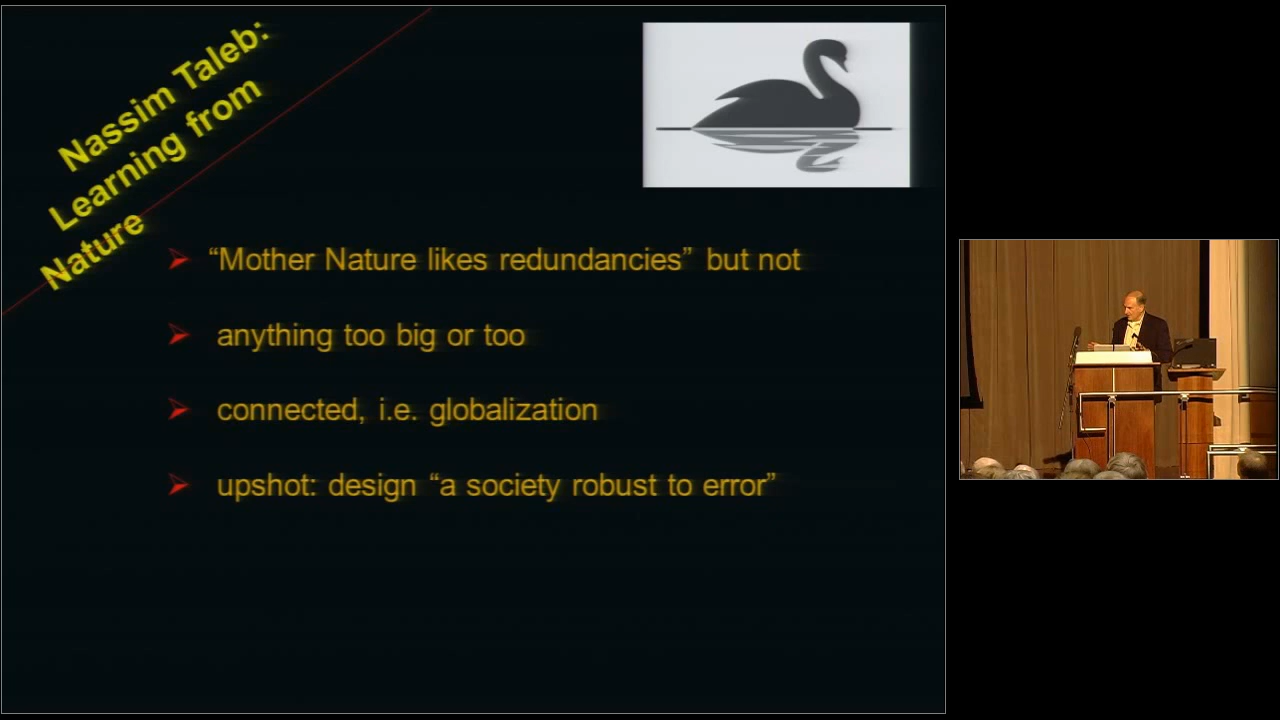 Nassim Taleb:
Learning from
Nature
“Mother Nature likes redundancies” but not
anything too big or too
connected, i.e. globalization
upshot: design “a society robust to error”